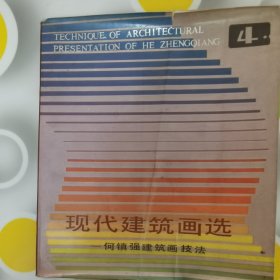 TECHNIQUE OF ARCHITECTURAL
PRESENTATION OF HE ZHENGQIANG
4
现代建筑画选
—何镇强建筑画技法